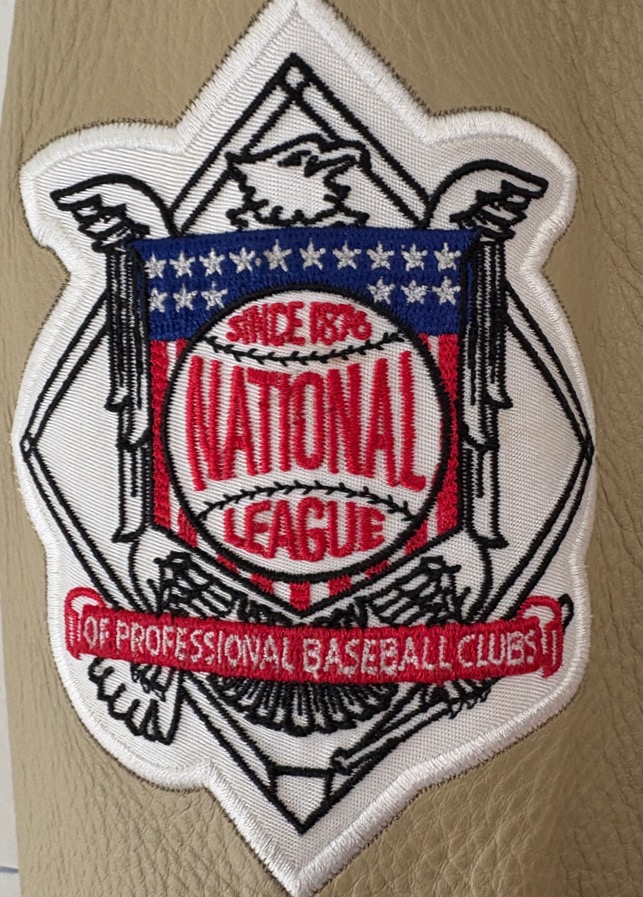 SINCE 1876
NATIONAL
LEAGUE
OF PROFESSIONAL BASEBALL CLUBS